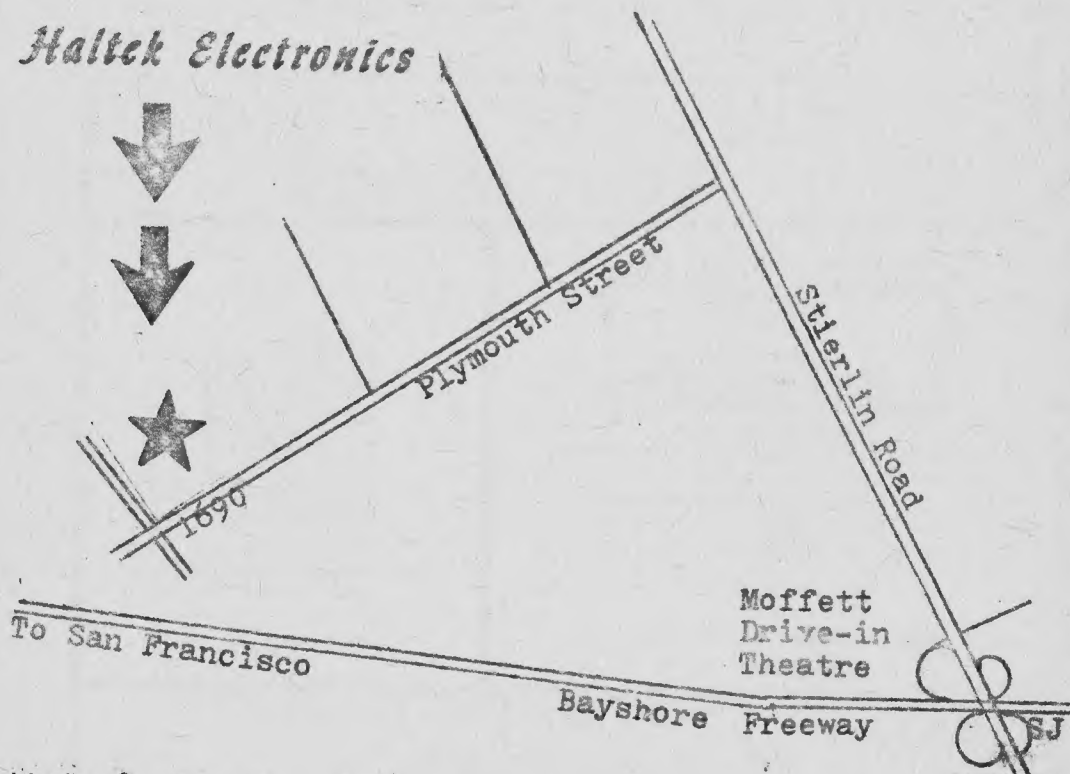 Haltek Electronics
Plymouth Street
Stierlin Road
1690
Moffett
Drive-in
Theatre
To San Francisco
Bayshore Freeway
SJ